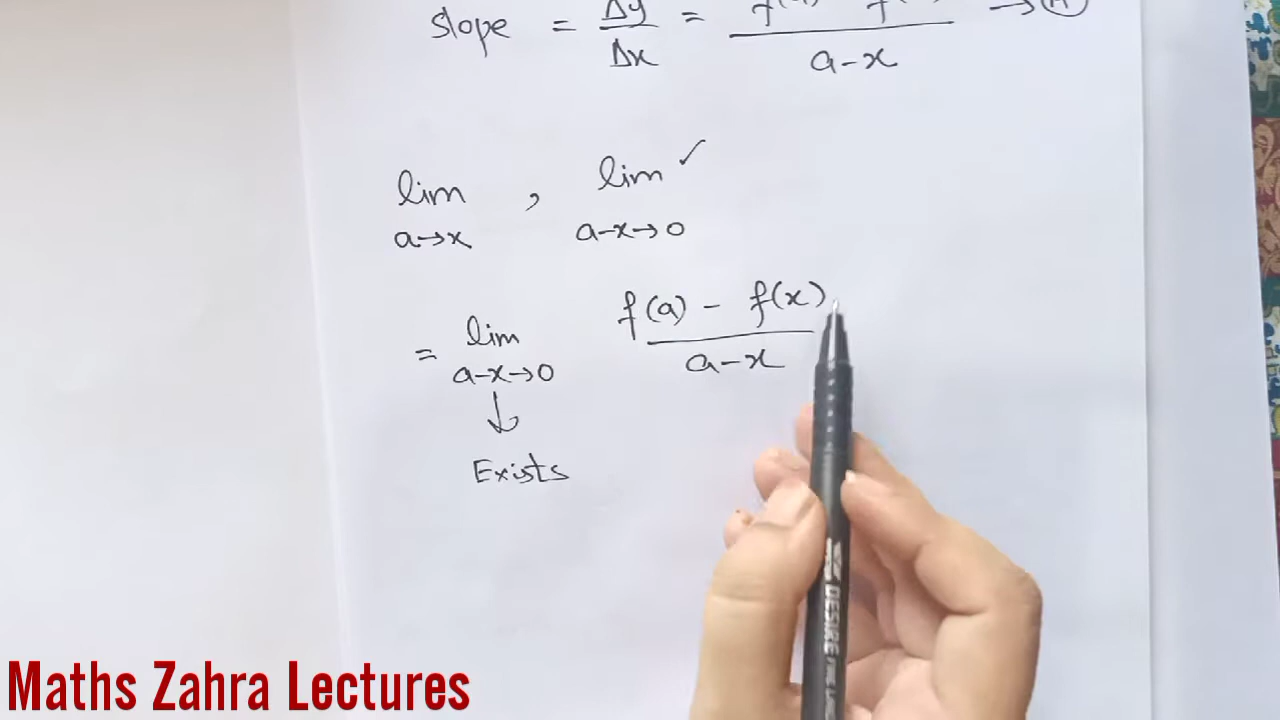 Slope = Δy/Δx = /a-x →
lim , lim ✓
a→x a-x→0
= lim f(a) - f(x)
a-x→0 a-x
↓
Exists
DESIRE
Maths Zahra Lectures